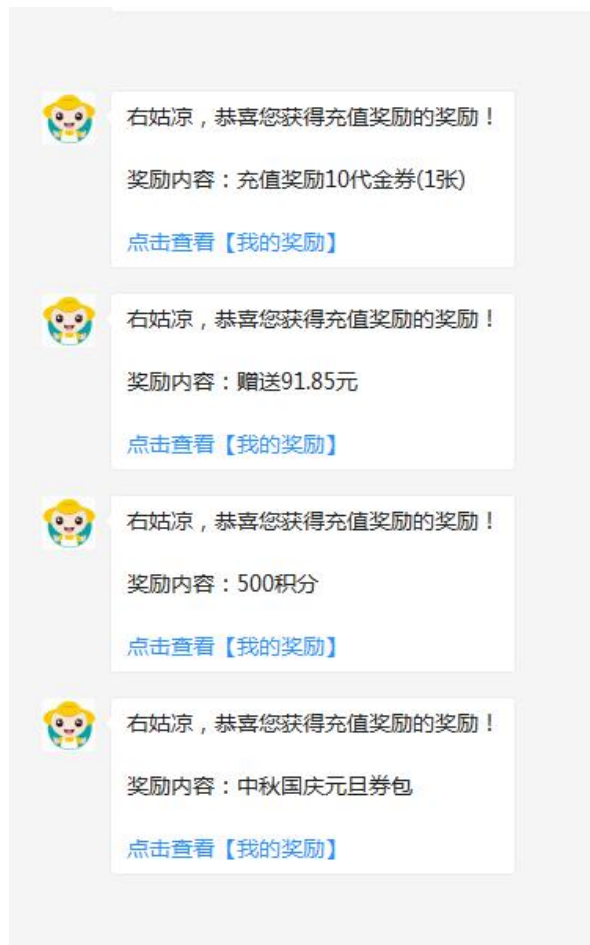 右姑凉，恭喜您获得充值奖励的奖励！
奖励内容：充值奖励10代金券(1张)
点击查看【我的奖励】
右姑凉，恭喜您获得充值奖励的奖励！
奖励内容：赠送91.85元
点击查看【我的奖励】
右姑凉，恭喜您获得充值奖励的奖励！
奖励内容：500积分
点击查看【我的奖励】
右姑凉，恭喜您获得充值奖励的奖励！
奖励内容：中秋国庆元旦券包
点击查看【我的奖励】